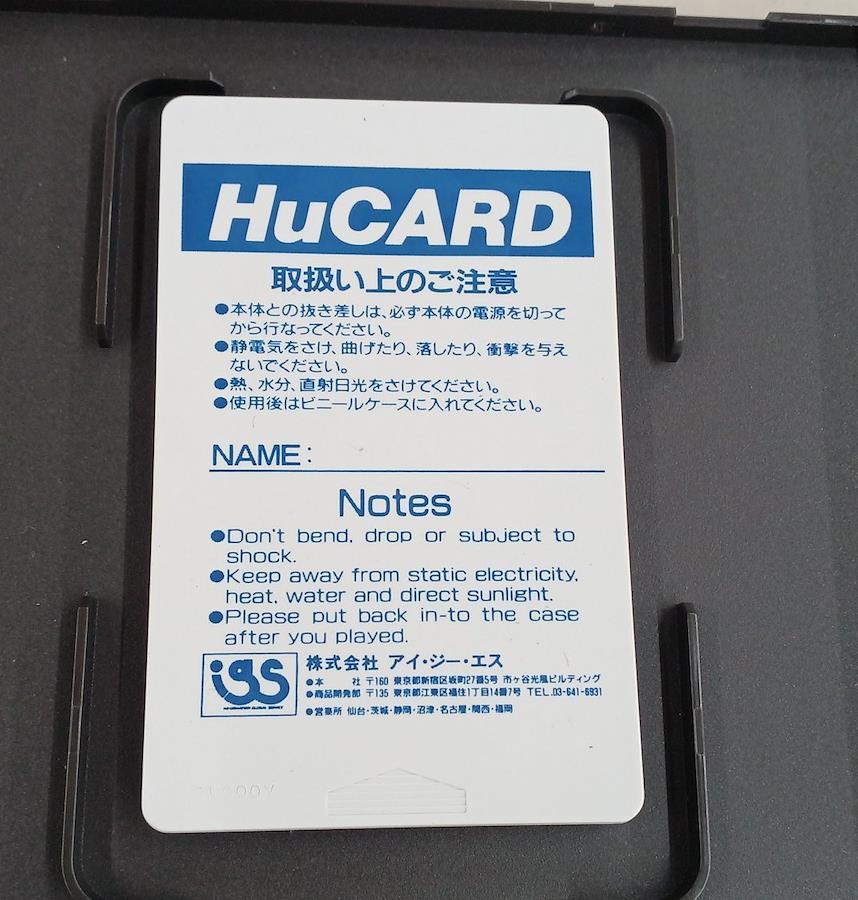 HuCARD
取扱い上のご注意
●本体との抜き差しは、必ず本体の電源を切って
から行なってください。
●静電気をさけ、曲げたり、落したり、衝撃を与え
ないでください。
●熱、水分、直射日光をさけてください。
●使用後はビニールケースに入れてください。
NAME:
Notes
●Don't bend, drop or subject to
shock.
●Keep away from static electricity,
heat, water and direct sunlight.
●Please put back in-to the case
after you played.
igs 株式会社 アイ・ジー・エス
INFORMATION GLOBAL SERVICE
●本 社 〒160 東京都新宿区坂町27番5号 市ヶ谷光風ビルディング
●商品開発部 〒135 東京都江東区福住1丁目14番7号 TEL.03-641-6931
●営業所 仙台・茨城・静岡・沼津・名古屋・関西・福岡